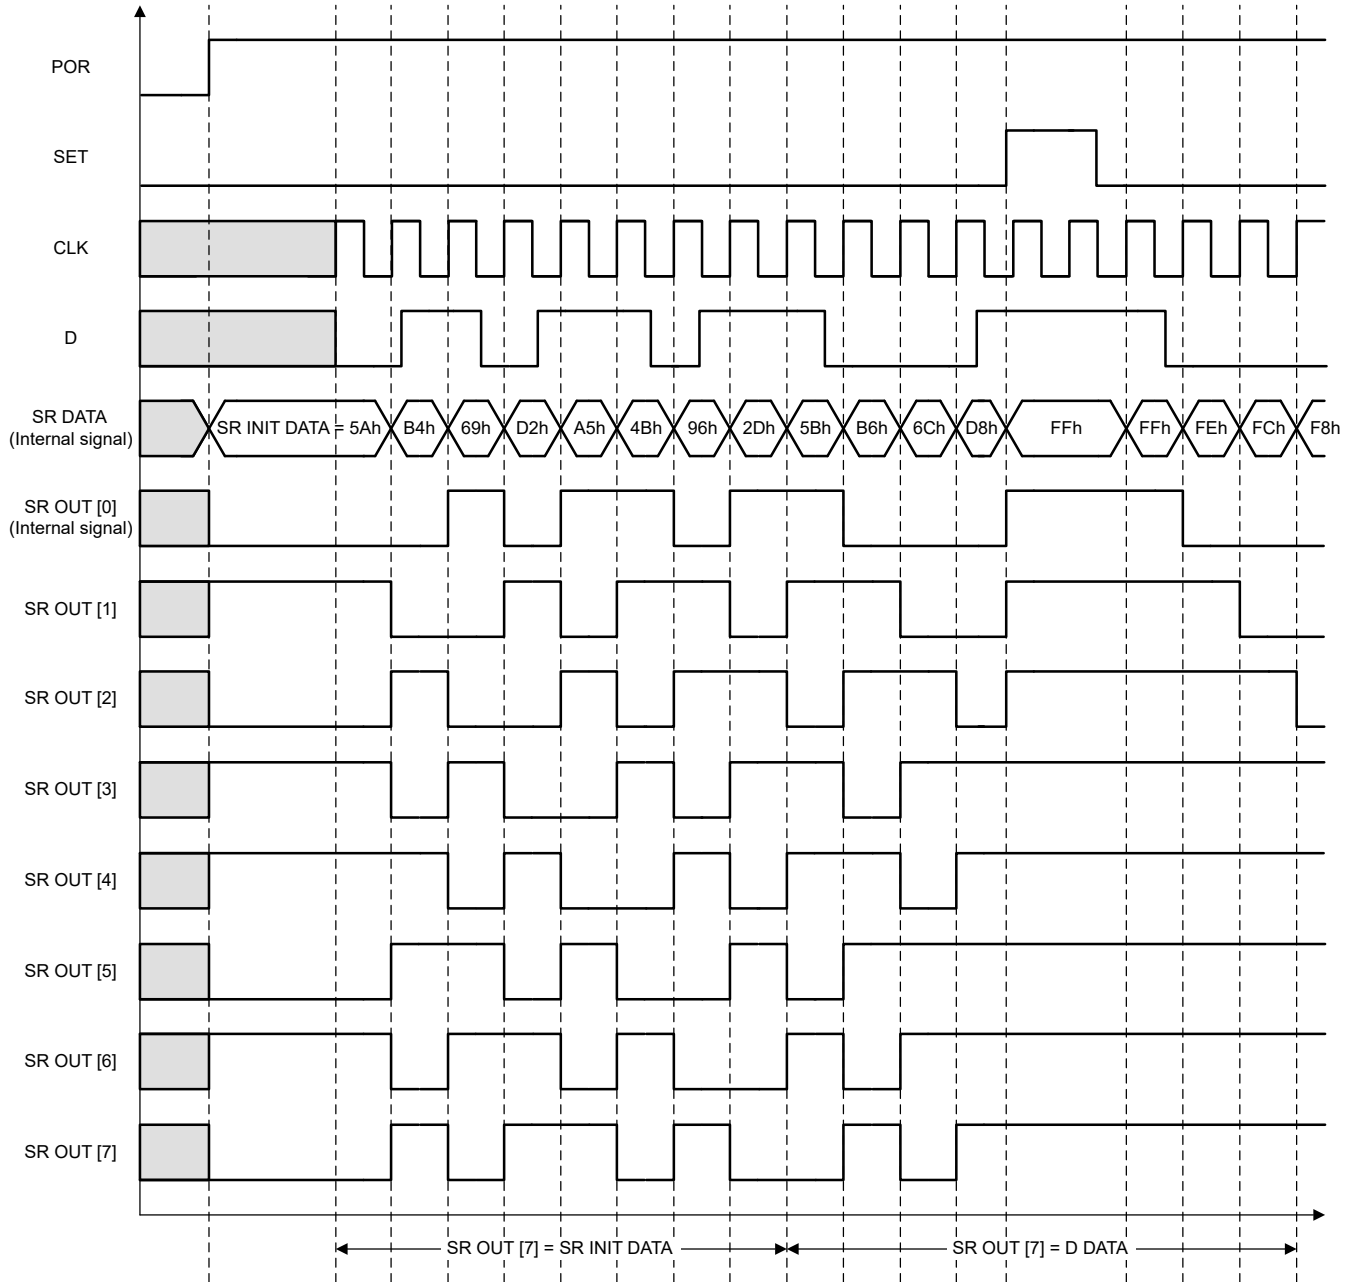 POR
SET
CLK
D
SR DATA
(Internal signal)
SR INIT DATA = 5Ah B4h 69h D2h A5h 4Bh 96h 2Dh 5Bh B6h 6Ch D8h FFh FFh FEh FCh F8h
SR OUT [0]
(Internal signal)
SR OUT [1]
SR OUT [2]
SR OUT [3]
SR OUT [4]
SR OUT [5]
SR OUT [6]
SR OUT [7]
SR OUT [7] = SR INIT DATA SR OUT [7] = D DATA